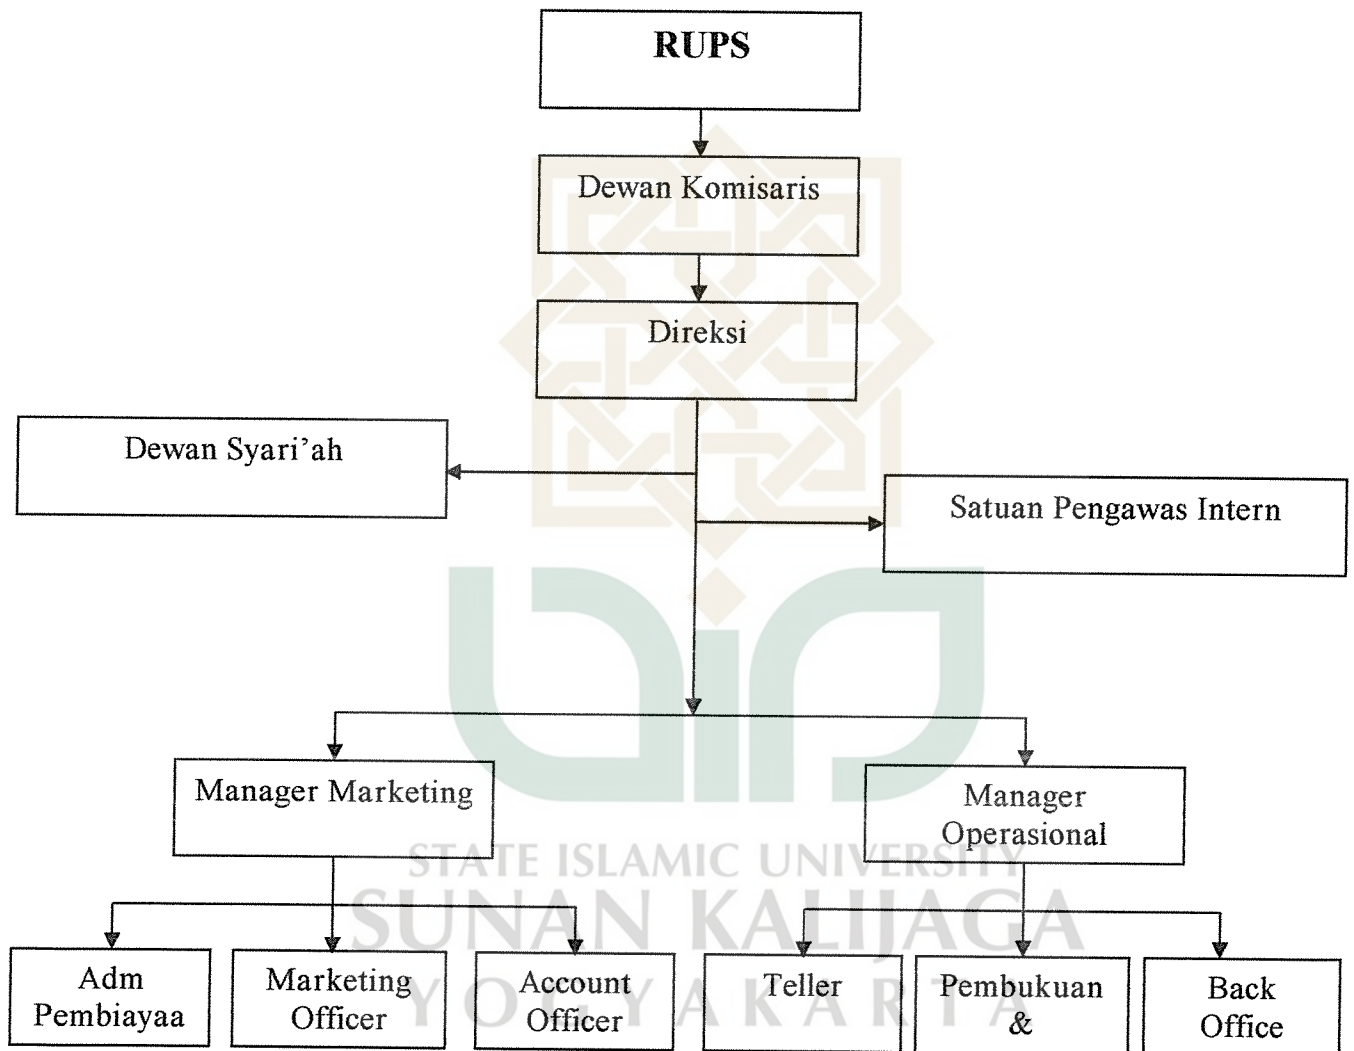 RUPS
Dewan Komisaris
Direksi
Dewan Syari’ah
Satuan Pengawas Intern
Manager Marketing
Manager
Operasional
STATE ISLAMIC UNIVERSITY
SUNAN KALIJAGA
YOGYAKARTA
Adm
Pembiayaa
Marketing
Officer
Account
Officer
Teller
Pembukuan
&
Back
Office